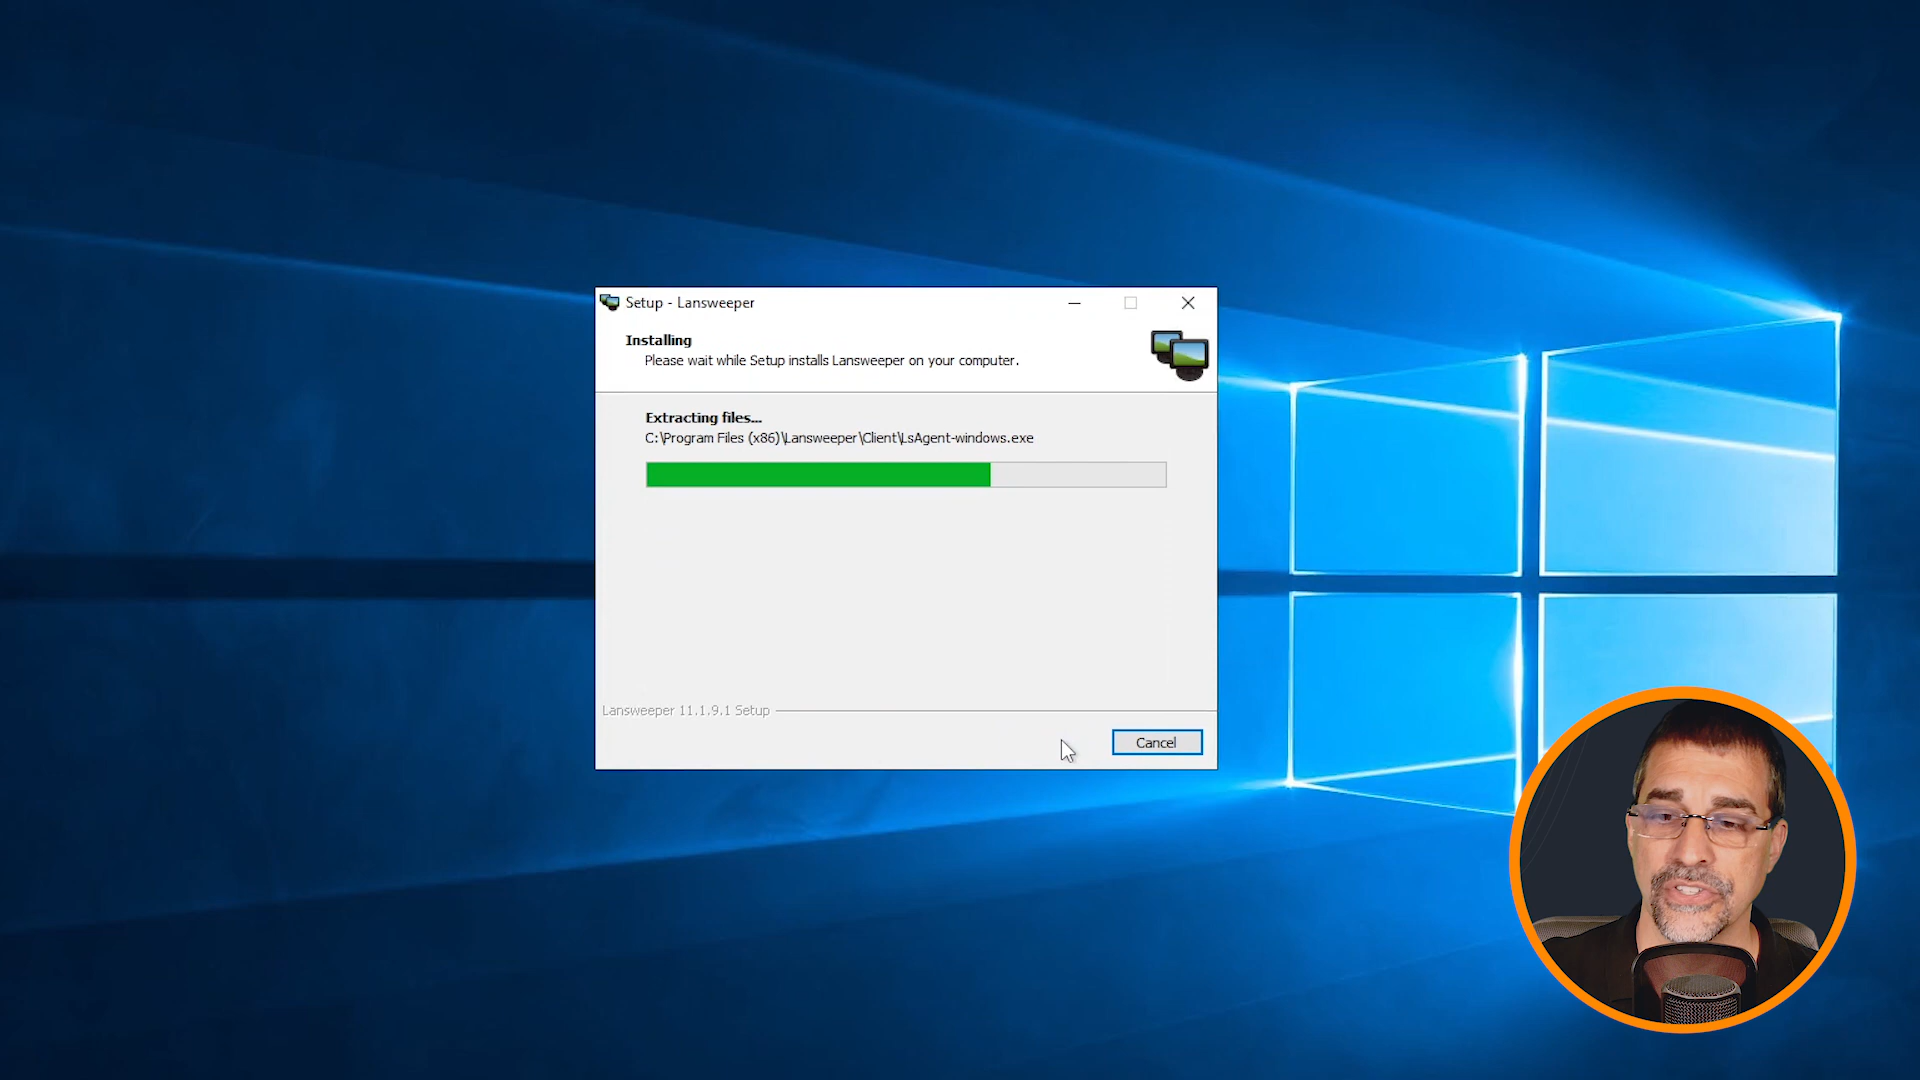 Setup - Lansweeper
Installing
Please wait while Setup installs Lansweeper on your computer.
Extracting files...
C:\Program Files (x86)\Lansweeper\Client\LsAgent-windows.exe
Lansweeper 11.1.9.1 Setup
Cancel